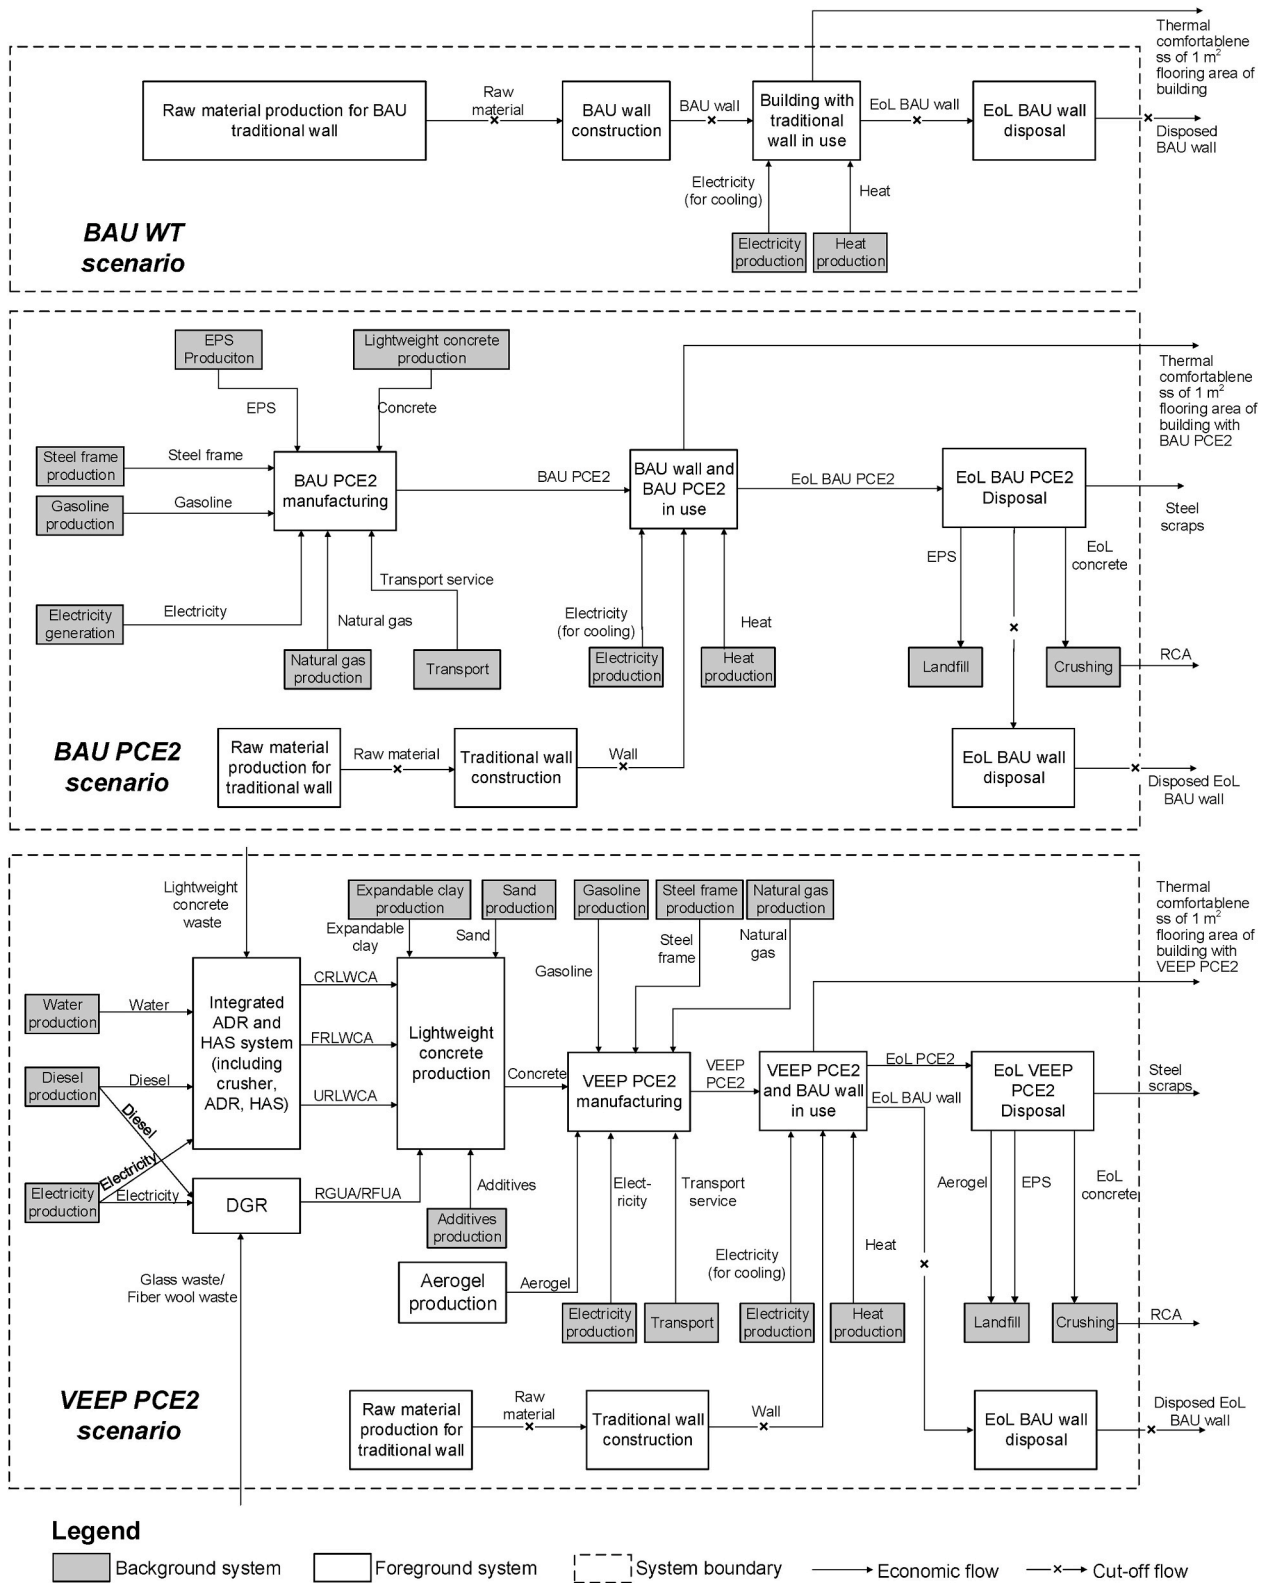 Thermal
comfortablene
ss of 1 m²
flooring area of
building
Raw material production for BAU
traditional wall
Raw
material
BAU wall
construction
BAU wall
Building with
traditional
wall in use
EoL BAU wall
EoL BAU wall
disposal
Disposed
BAU wall
Electricity
(for cooling)
Heat
BAU WT
scenario
Electricity
production
Heat
production
EPS
Produciton
Lightweight concrete
production
Thermal
comfortablene
ss of 1 m²
flooring area of
building with
BAU PCE2
EPS
Concrete
Steel frame
production
Steel frame
Gasoline
production
Gasoline
BAU PCE2
manufacturing
BAU PCE2
BAU wall and
BAU PCE2
in use
EoL BAU PCE2
EoL BAU PCE2
Disposal
Steel
scraps
EPS
EoL
concrete
Transport service
Electricity
generation
Electricity
Natural gas
Electricity
(for cooling)
Heat
Natural gas
production
Transport
Electricity
production
Heat
production
Landfill
Crushing
RCA
BAU PCE2
scenario
Raw material
production for
traditional wall
Raw material
Traditional wall
construction
Wall
EoL BAU wall
disposal
Disposed EoL
BAU wall
Lightweight
concrete
waste
Expandable clay
production
Sand
production
Gasoline
production
Steel frame
production
Natural gas
production
Thermal
comfortablene
ss of 1 m²
flooring area of
building with
VEEP PCE2
Expandable
clay
Sand
Gasoline
Steel
frame
Natural
gas
Water
production
Water
Integrated
ADR and
HAS system
(including
crusher,
ADR, HAS)
CRLWCA
FRLWCA
URLWCA
Lightweight
concrete
production
Concrete
Diesel
production
Diesel
Diesel
VEEP PCE2
manufacturing
VEEP
PCE2
VEEP PCE2
and BAU wall
in use
EoL PCE2
EoL BAU wall
EoL VEEP
PCE2
Disposal
Steel
scraps
Electricity
production
Electricity
Electricity
DGR
RGUA/RFUA
Additives
Additives
production
Elect-
ricity
Transport
service
Aerogel
EPS
EoL
concrete
Electricity
(for cooling)
Heat
Glass waste/
Fiber wool waste
Aerogel
production
Aerogel
Electricity
production
Transport
Electricity
production
Heat
production
Landfill
Crushing
RCA
VEEP PCE2
scenario
Raw material
production for
traditional wall
Raw
material
Traditional wall
construction
Wall
EoL BAU wall
disposal
Disposed EoL
BAU wall
Legend
Background system
Foreground system
System boundary
Economic flow
Cut-off flow